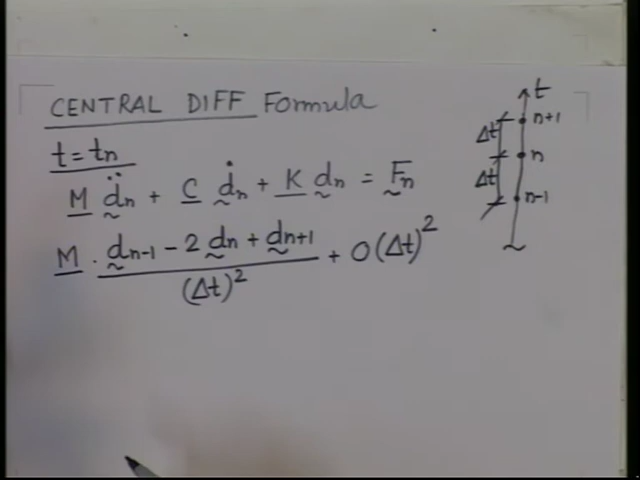 CENTRAL DIFF Formula
t = tn
M d̈n + C ḋn + K dn = Fn
M . dn-1 - 2 dn + dn+1 + O(Δt)²
(Δt)²
t
n+1
Δt
n
Δt
n-1